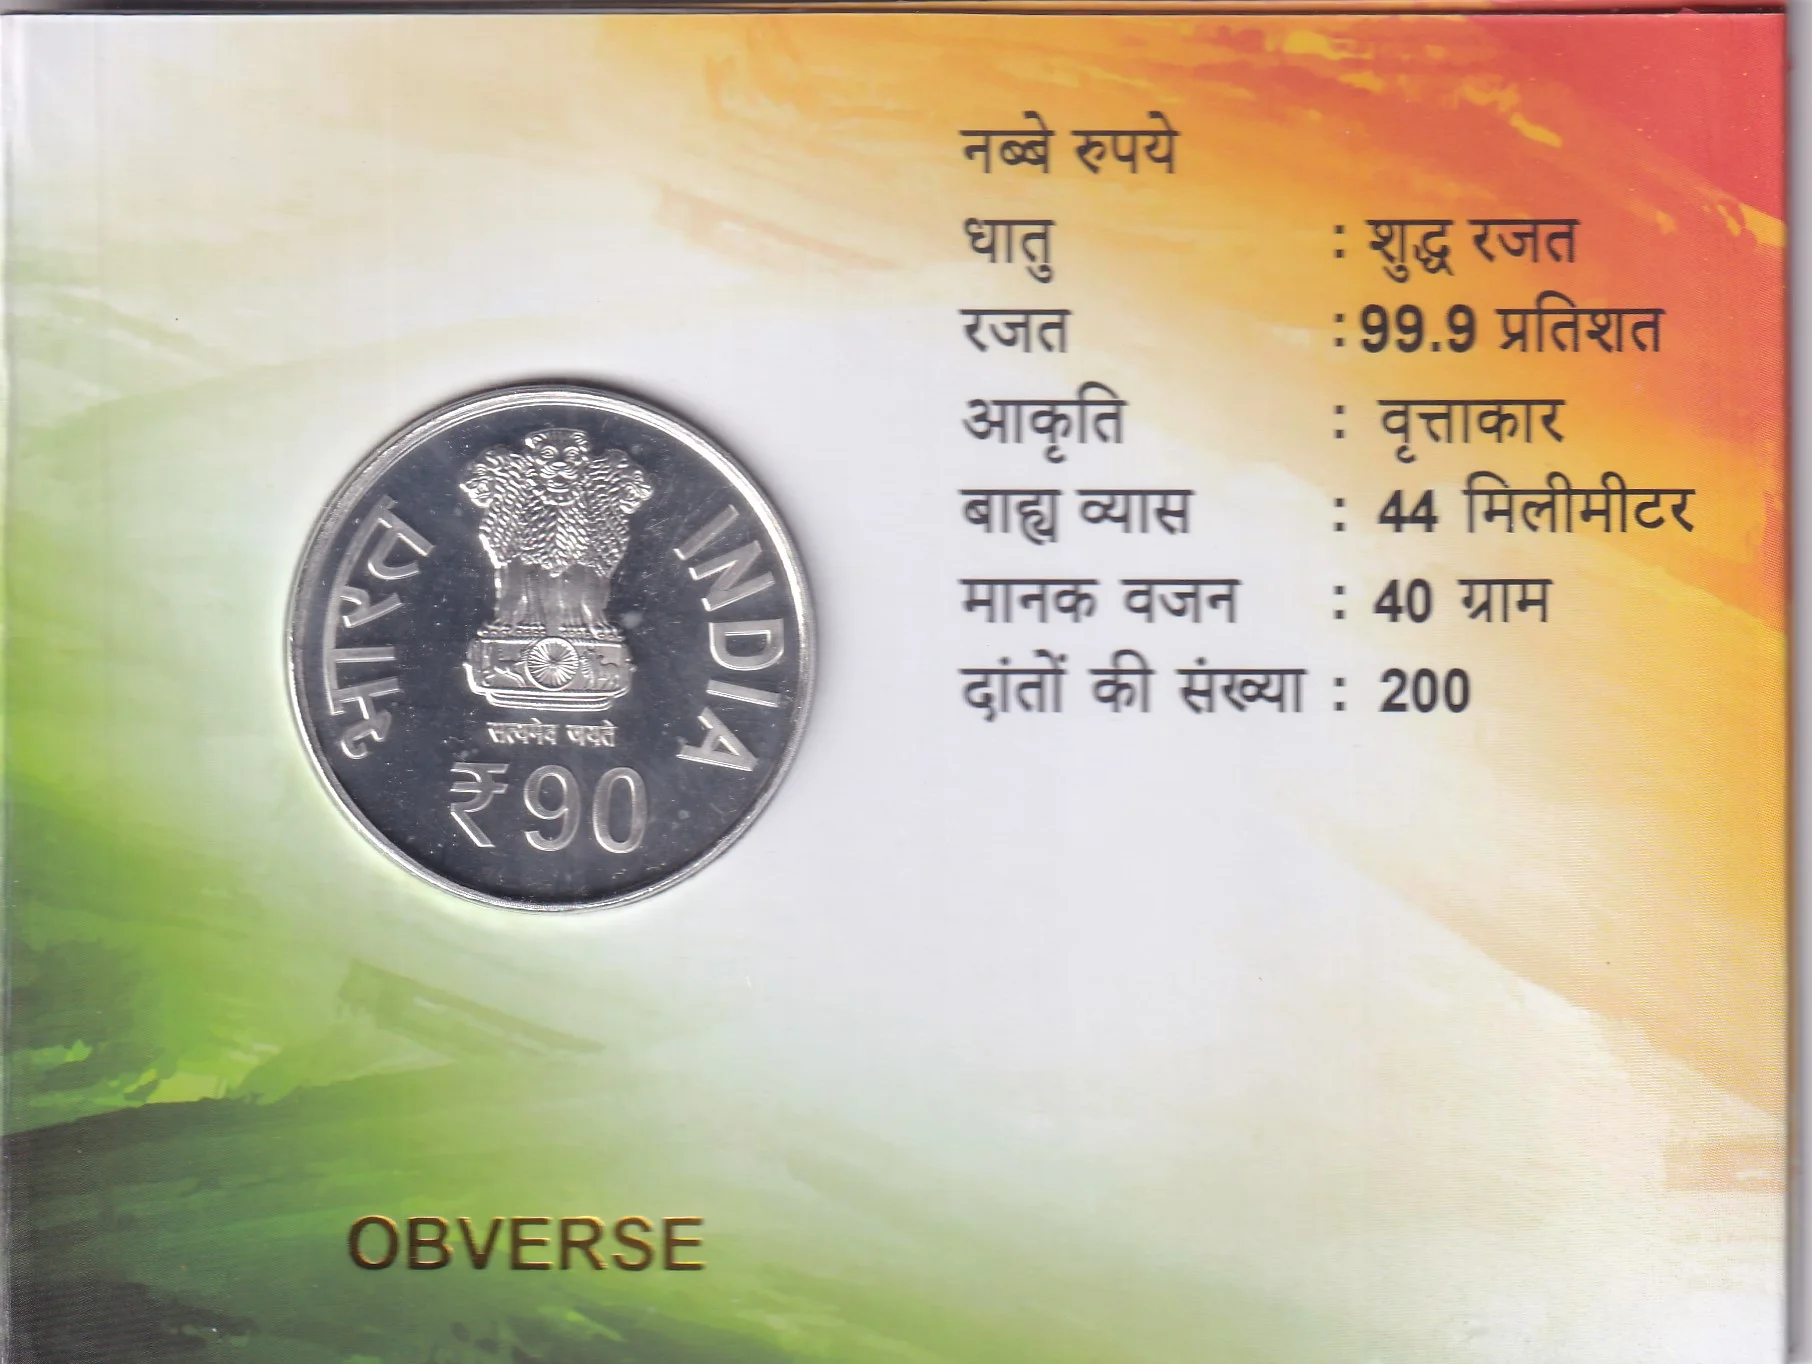 नब्बे रुपये
धातु : शुद्ध रजत
रजत : 99.9 प्रतिशत
आकृति : वृत्ताकार
बाह्य व्यास : 44 मिलीमीटर
मानक वजन : 40 ग्राम
दांतों की संख्या : 200
भारत
INDIA
सत्यमेव जयते
₹90
OBVERSE